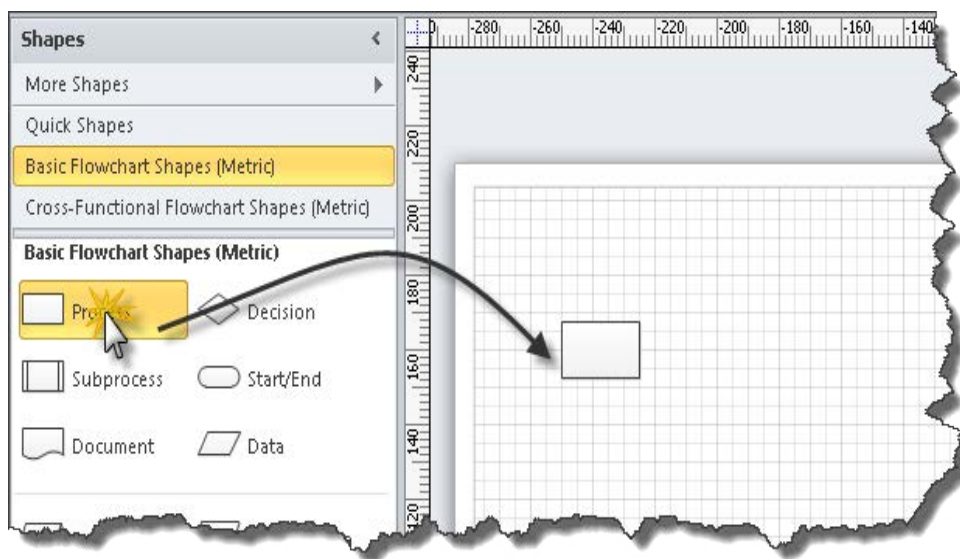 Shapes
More Shapes
Quick Shapes
Basic Flowchart Shapes (Metric)
Cross-Functional Flowchart Shapes (Metric)
Basic Flowchart Shapes (Metric)
Decision
Subprocess
Start/End
Document
Data
-280 -260 -240 -220 -200 -180 -160 -140
240
220
200
180
160
140
120